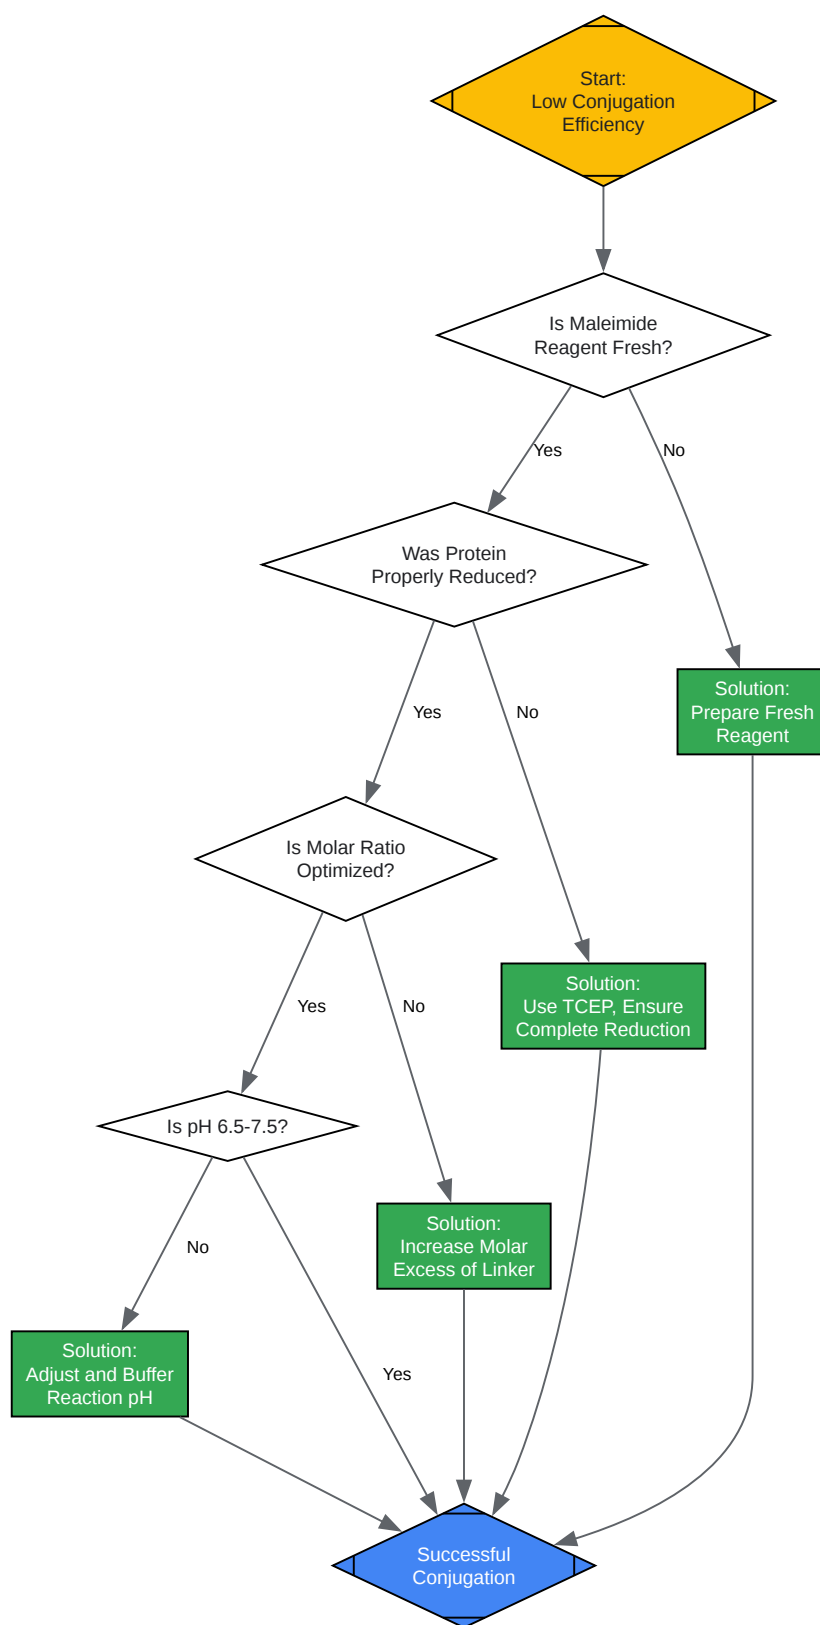 Start:
Low Conjugation
Efficiency
Is Maleimide
Reagent Fresh?
Yes
No
Was Protein
Properly Reduced?
Yes
No
Solution:
Prepare Fresh
Reagent
Is Molar Ratio
Optimized?
Yes
No
Solution:
Use TCEP, Ensure
Complete Reduction
Is pH 6.5-7.5?
No
Yes
Solution:
Increase Molar
Excess of Linker
Solution:
Adjust and Buffer
Reaction pH
Successful
Conjugation